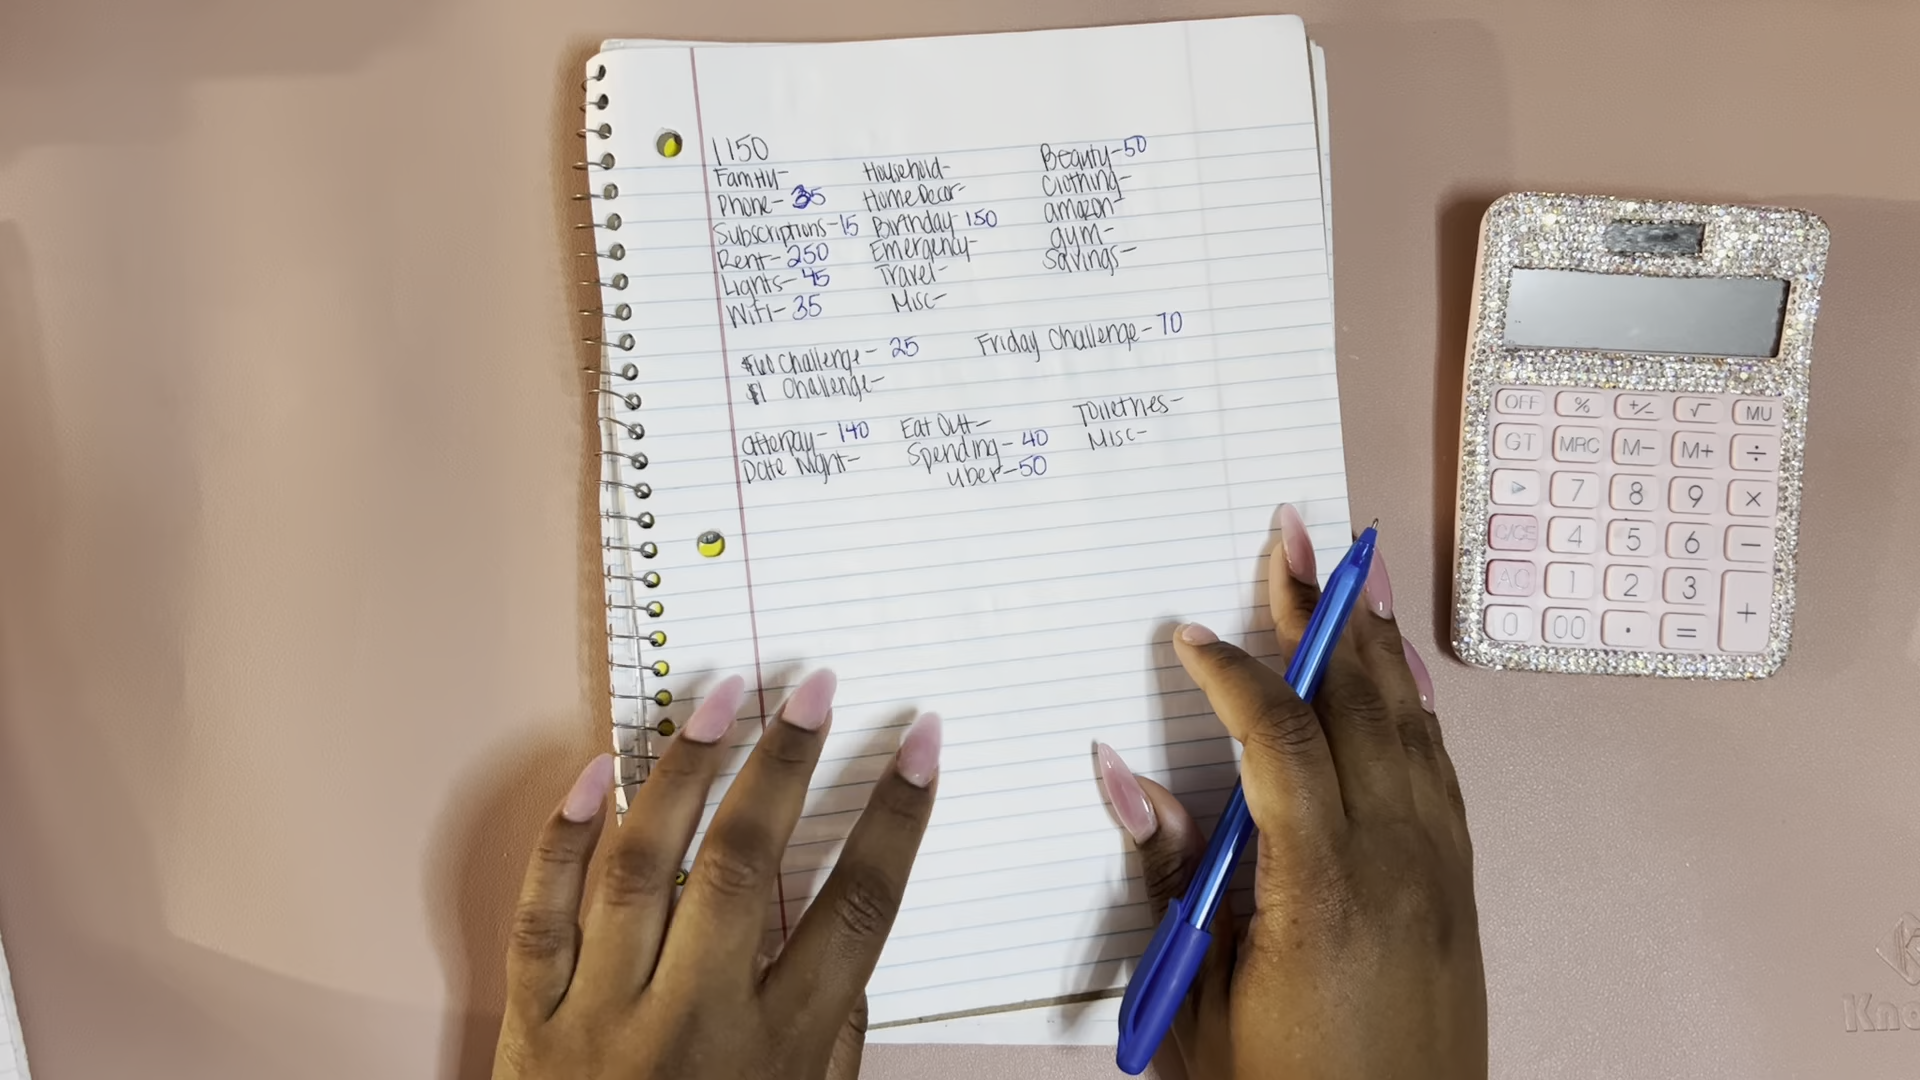 1150
Family-
Phone- 35
Subscriptions-15
Rent- 250
Lights- 45
Wifi- 35
Household-
Home Decor-
Birthday- 150
Emergency-
Travel-
Misc-
Beauty-50
Clothing-
amazon-
gym-
Savings-
$ Challenge- 25
$1 Challenge-
Friday Challenge- 70
afterpay- 140
Date Night-
Eat Out-
Spending- 40
Uber-50
Toiletries-
Misc-
OFF % +/- √ MU
GT MRC M- M+ ÷
7 8 9 ×
C/CE 4 5 6 −
AC 1 2 3 +
0 00 . =